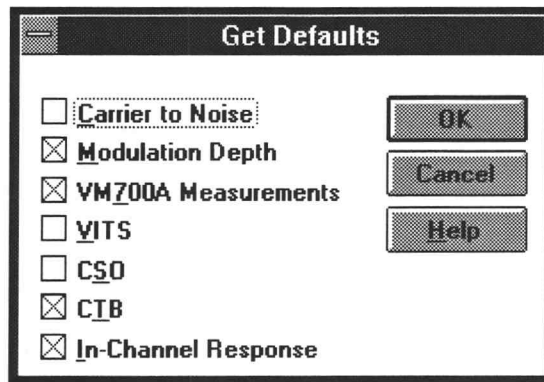 Get Defaults
Carrier to Noise
Modulation Depth
VM700A Measurements
VITS
CSO
CTB
In-Channel Response
OK
Cancel
Help